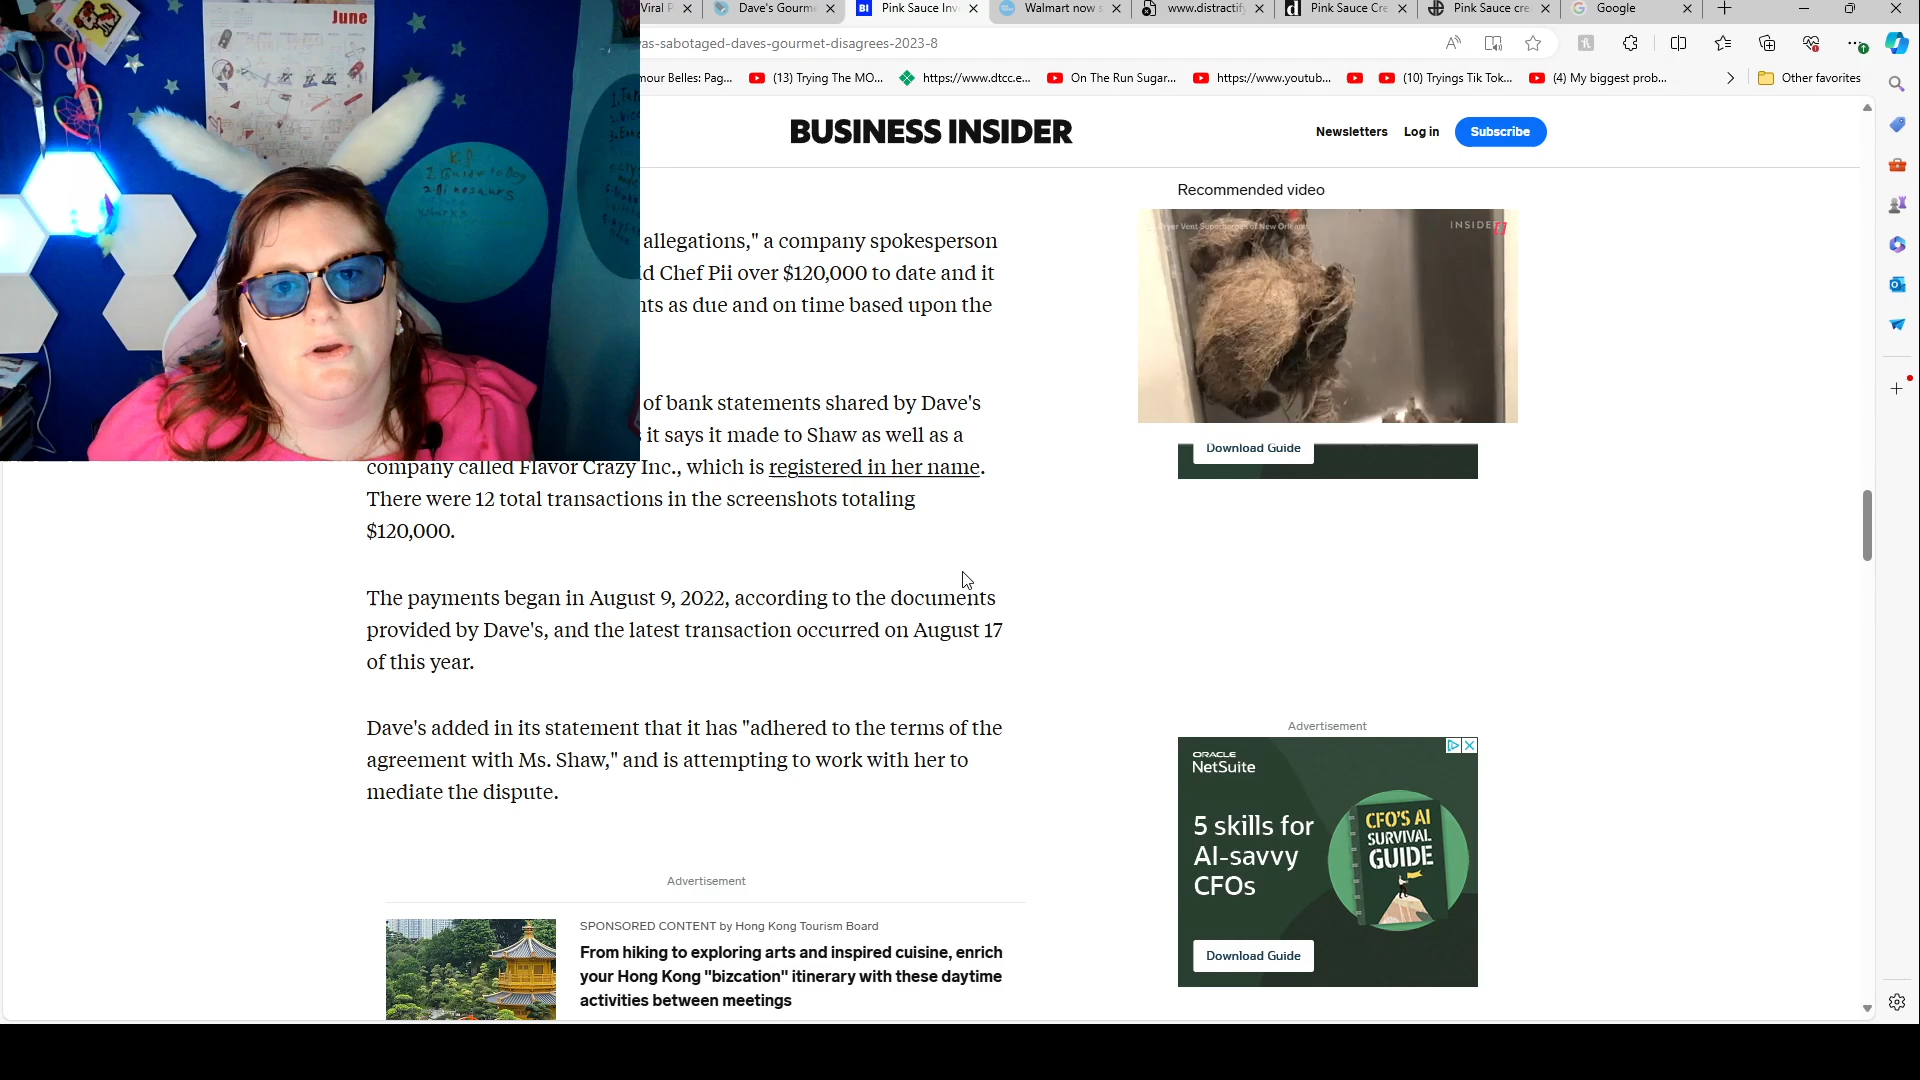 June
Viral P
Dave's Gourme
BI
Pink Sauce Inv
Walmart now s
www.distractify
Pink Sauce Cre
Pink Sauce cre
Google
as-sabotaged-daves-gourmet-disagrees-2023-8
mour Belles: Pag...
(13) Trying The MO...
https://www.dtcc.e...
On The Run Sugar...
https://www.youtub...
(10) Tryings Tik Tok...
(4) My biggest prob...
Other favorites
BUSINESS INSIDER
Newsletters
Log in
Subscribe
Recommended video
Dryer Vent Superchargers of New Orleans
INSIDER
allegations," a company spokesperson
d Chef Pii over $120,000 to date and it
nts as due and on time based upon the
of bank statements shared by Dave's
it says it made to Shaw as well as a
company called Flavor Crazy Inc., which is registered in her name.
There were 12 total transactions in the screenshots totaling
$120,000.
Download Guide
The payments began in August 9, 2022, according to the documents
provided by Dave's, and the latest transaction occurred on August 17
of this year.
Dave's added in its statement that it has "adhered to the terms of the
agreement with Ms. Shaw," and is attempting to work with her to
mediate the dispute.
Advertisement
ORACLE
NetSuite
5 skills for
AI-savvy
CFOs
CFO'S AI
SURVIVAL
GUIDE
Download Guide
Advertisement
SPONSORED CONTENT by Hong Kong Tourism Board
From hiking to exploring arts and inspired cuisine, enrich
your Hong Kong "bizcation" itinerary with these daytime
activities between meetings